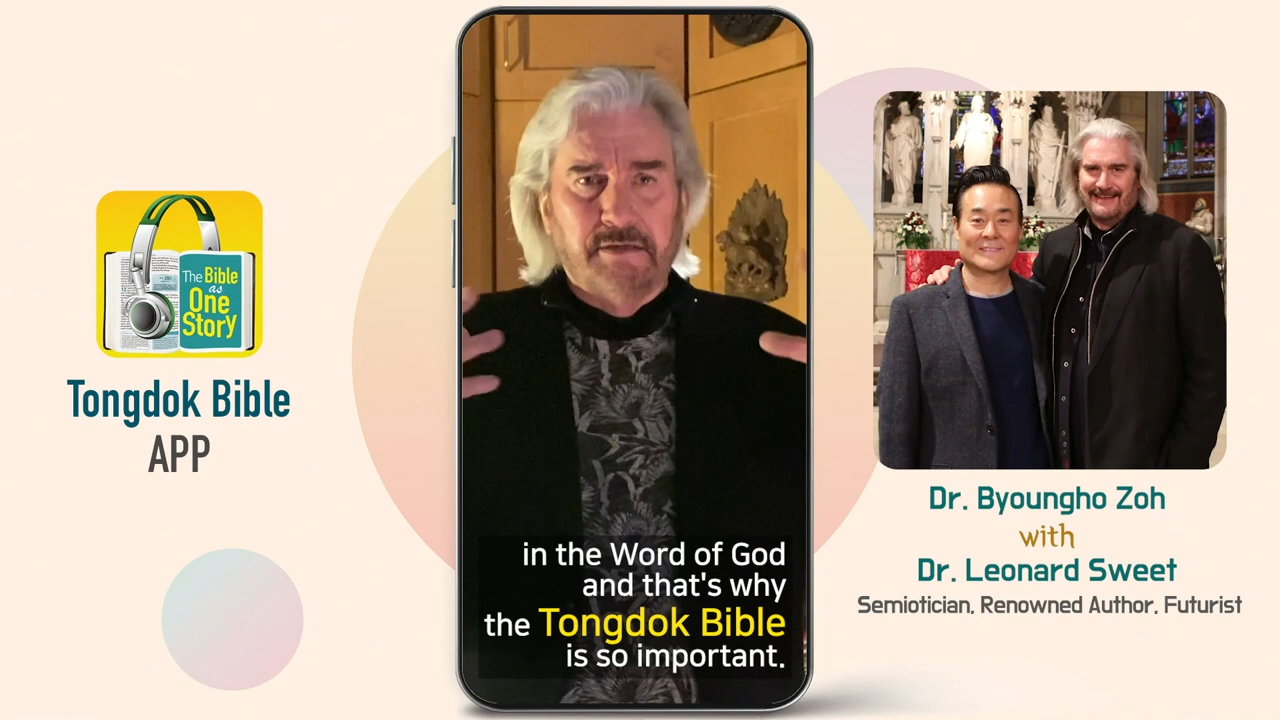 The Bible
as
One
Story
Tongdok Bible
APP
in the Word of God
and that's why
the Tongdok Bible
is so important.
Dr. Byoungho Zoh
with
Dr. Leonard Sweet
Semiotician, Renowned Author, Futurist